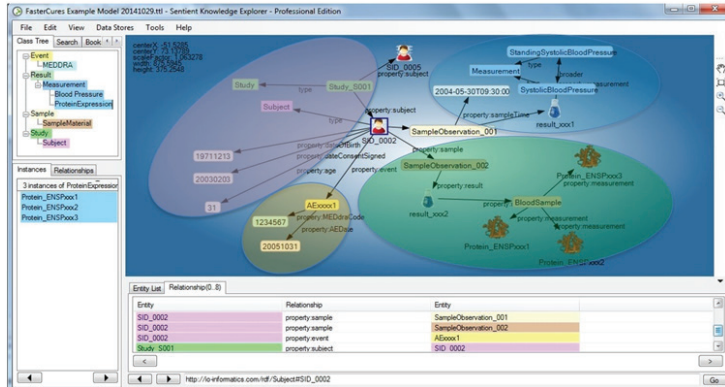 FasterCures Example Model 20141029.ttl - Sentient Knowledge Explorer - Professional Edition
File Edit View Data Stores Tools Help
Class Tree Search Book
Event
MEDDRA
Result
Measurement
Blood Pressure
ProteinExpression
Sample
SampleMaterial
Study
Subject
Instances Relationships
3 instances of ProteinExpression
Protein_ENSPxxx1
Protein_ENSPxxx2
Protein_ENSPxxx3
SID_0005
property:subject
Study
type
Study_S001
Subject
type
property:subject
SID_0002
19711213
property:dateConsentSigned
20030203
property:age
31
property:event
AExxxx1
property:MEDdraCode
1234567
property:AEDate
20051031
StandingSystolicBloodPressure
Measurement
type
broader
2004-05-30T09:30:00
SystolicBloodPressure
property:sampleTime
result_xxx1
SampleObservation_001
property:sample
SampleObservation_002
property:result
result_xxx2
BloodSample
Protein_ENSPxxx3
property:measurement
property:measurement
property:measurement
Protein_ENSPxxx1
Protein_ENSPxxx2
Entity List Relationship(0..8)
Entity Relationship Entity
SID_0002 property:sample SampleObservation_001
SID_0002 property:sample SampleObservation_002
SID_0002 property:event AExxxx1
Study_S001 property:subject SID_0002
http://io-informatics.com/rdf/Subject#SID_0002
Go